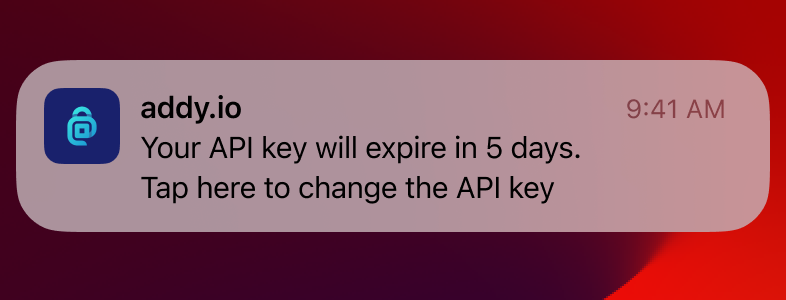 addy.io
9:41 AM
Your API key will expire in 5 days.
Tap here to change the API key